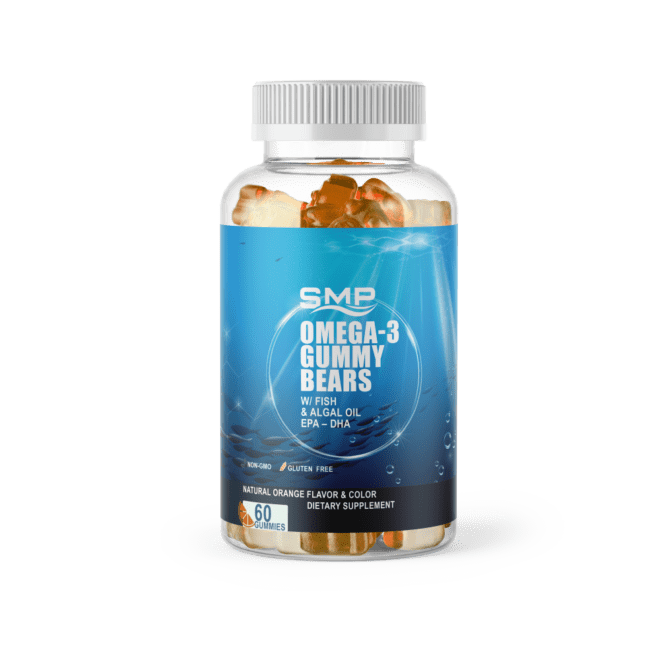 SMP
OMEGA-3
GUMMY
BEARS
W/ FISH
& ALGAL OIL
EPA – DHA
NON-GMO GLUTEN FREE
NATURAL ORANGE FLAVOR & COLOR
DIETARY SUPPLEMENT
60
GUMMIES